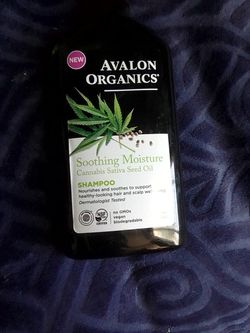 NEW
AVALON
ORGANICS®
Soothing Moisture
Cannabis Sativa Seed Oil
SHAMPOO
Nourishes and soothes to support
healthy-looking hair and scalp
Dermatologist Tested
no GMOs
vegan
biodegradable